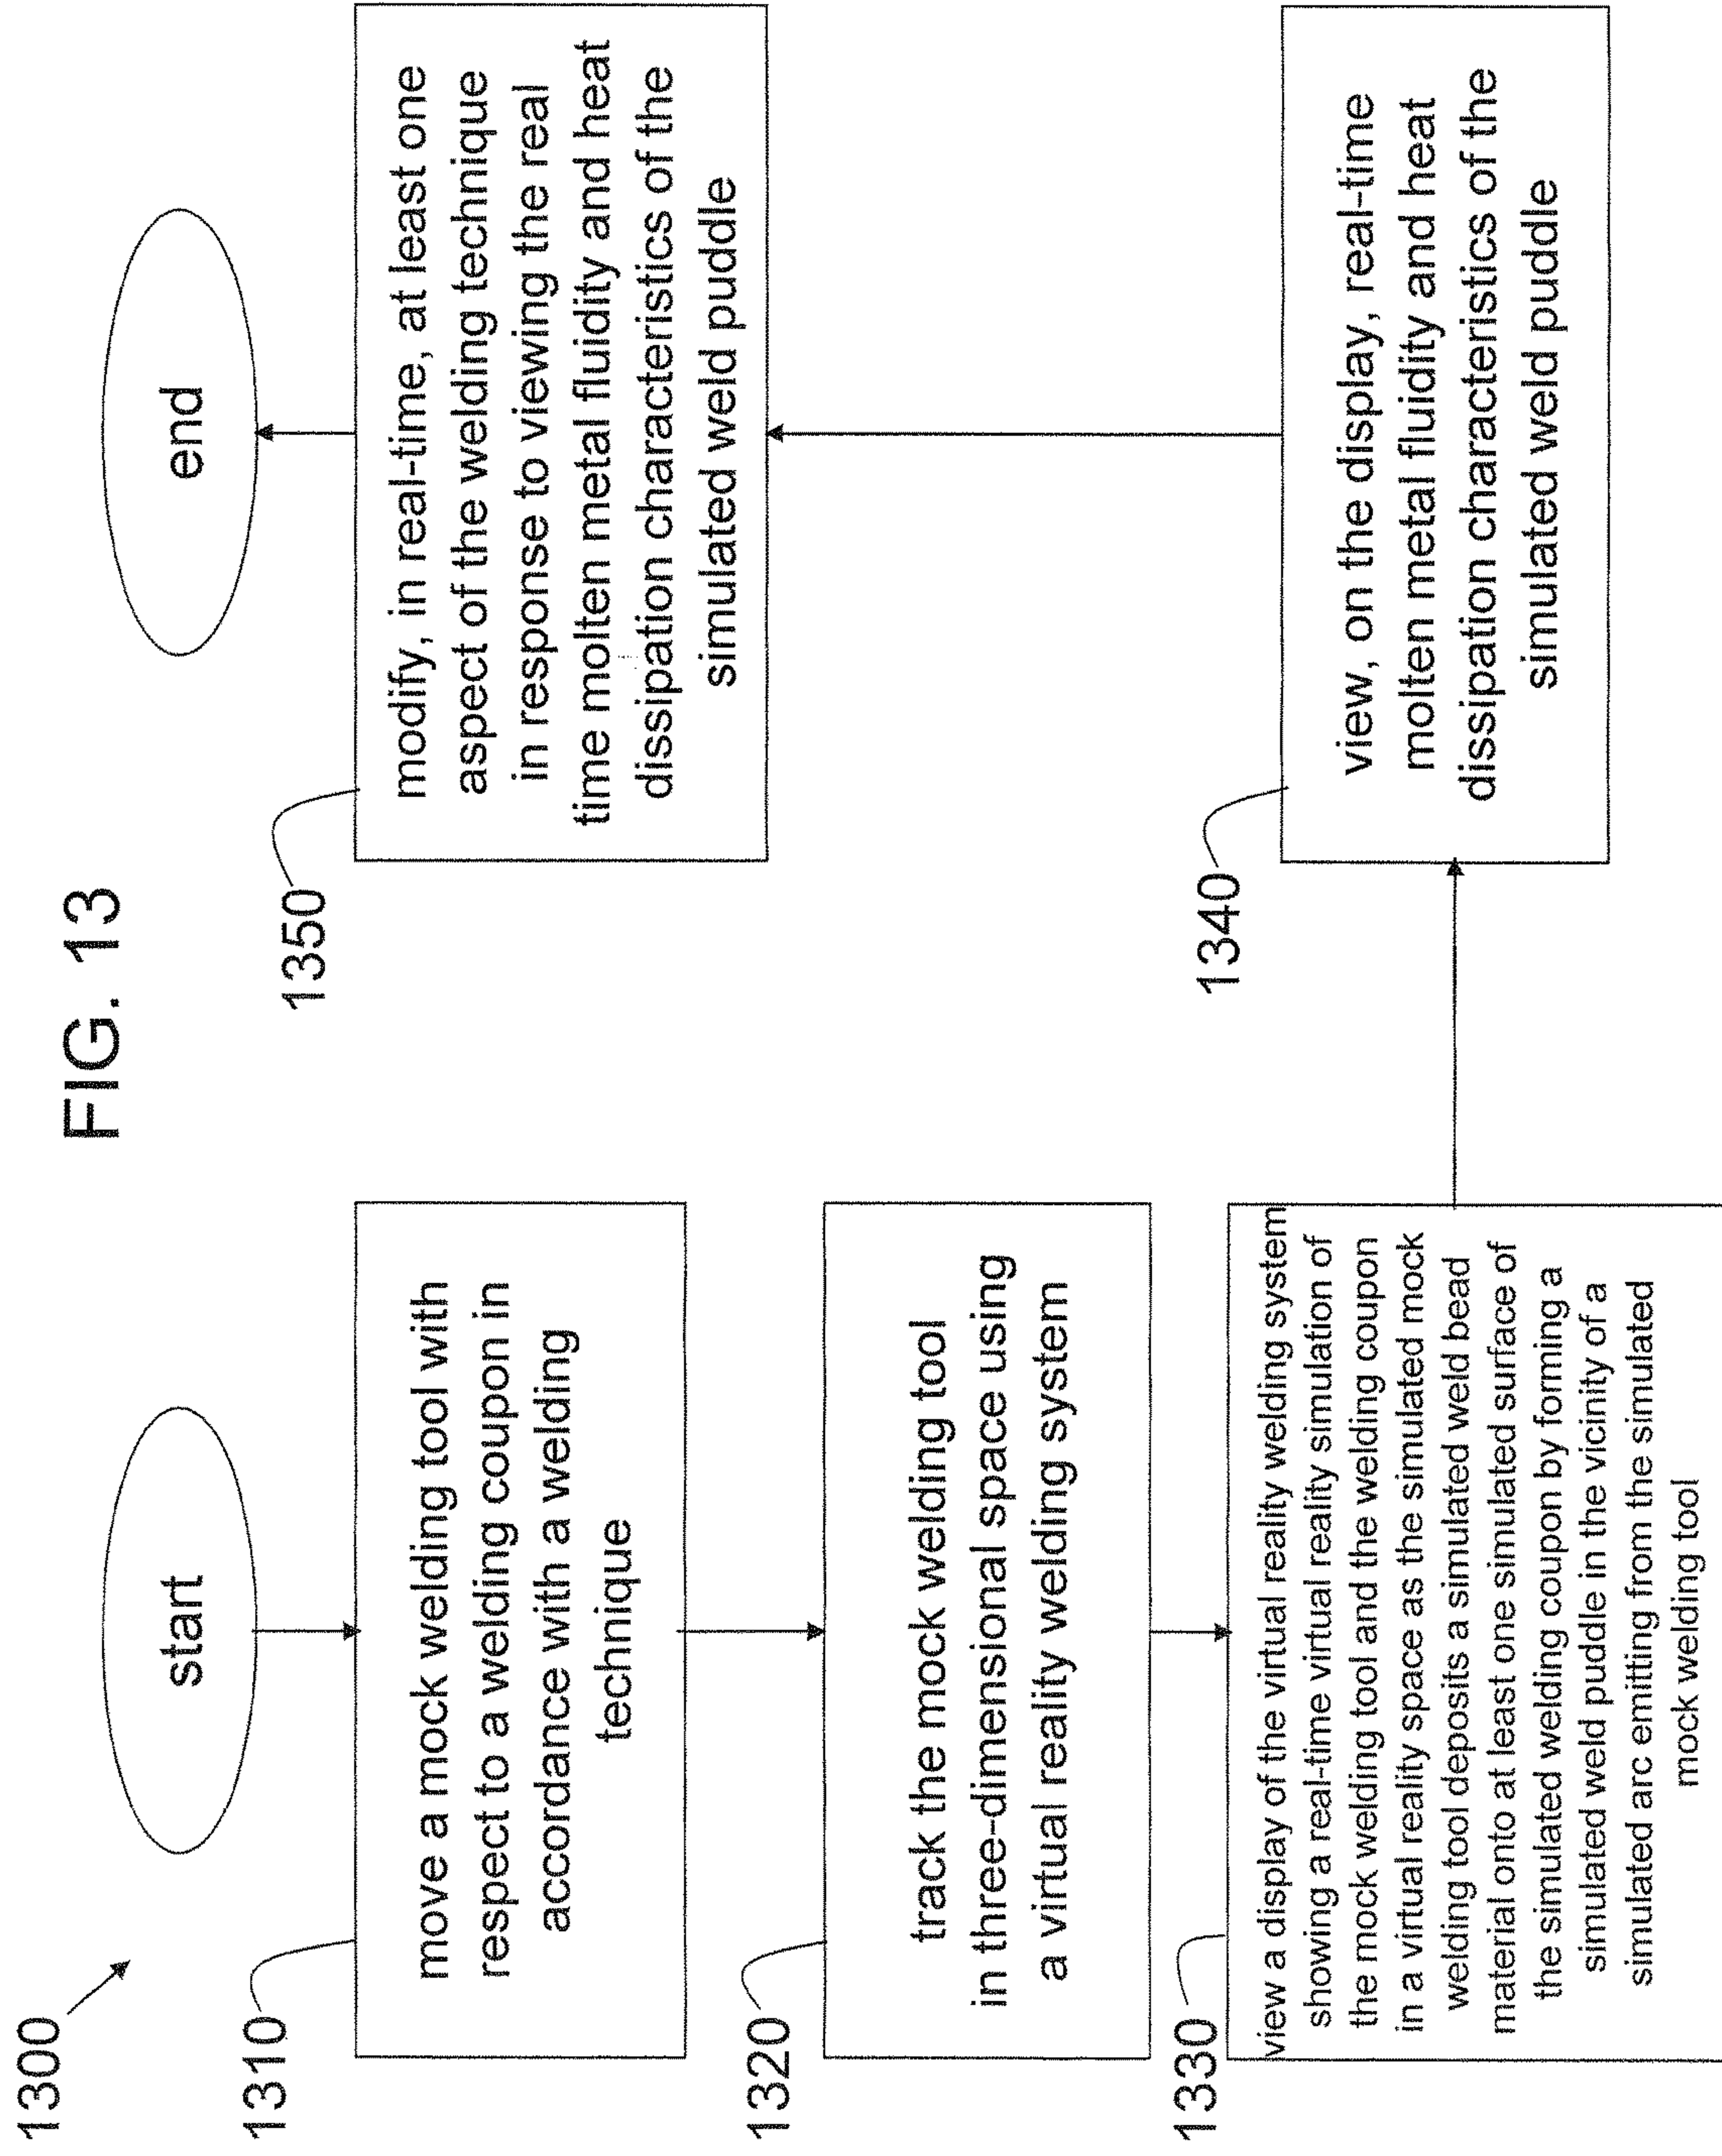 FIG. 13
1300
start
1310
move a mock welding tool with
respect to a welding coupon in
accordance with a welding
technique
1320
track the mock welding tool
in three-dimensional space using
a virtual reality welding system
1330
view a display of the virtual reality welding system
showing a real-time virtual reality simulation of
the mock welding tool and the welding coupon
in a virtual reality space as the simulated mock
welding tool deposits a simulated weld bead
material onto at least one simulated surface of
the simulated welding coupon by forming a
simulated weld puddle in the vicinity of a
simulated arc emitting from the simulated
mock welding tool
1340
view, on the display, real-time
molten metal fluidity and heat
dissipation characteristics of the
simulated weld puddle
1350
modify, in real-time, at least one
aspect of the welding technique
in response to viewing the real
time molten metal fluidity and heat
dissipation characteristics of the
simulated weld puddle
end